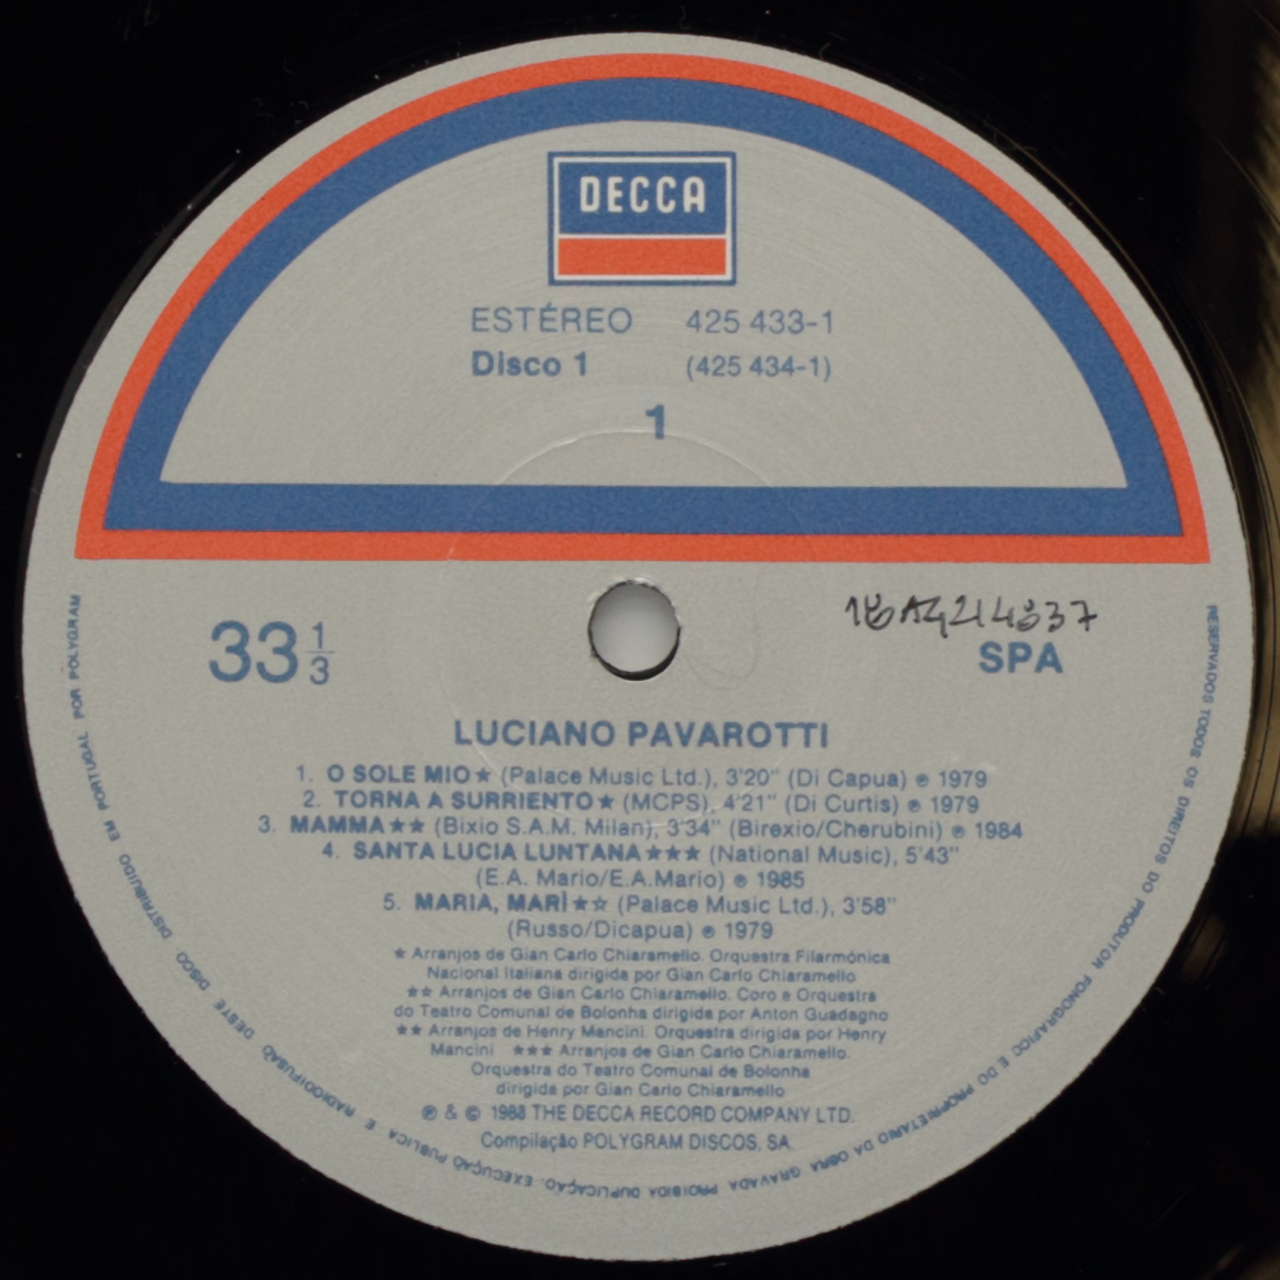 DECCA
ESTÉREO 425 433-1
Disco 1 (425 434-1)
1
33 1/3
SPA
LUCIANO PAVAROTTI
1. O SOLE MIO★ (Palace Music Ltd.), 3'20" (Di Capua) ℗ 1979
2. TORNA A SURRIENTO★ (MCPS), 4'21" (Di Curtis) ℗ 1979
3. MAMMA★★ (Bixio S.A.M. Milan), 3'34" (Birexio/Cherubini) ℗ 1984
4. SANTA LUCIA LUNTANA★★★ (National Music), 5'43"
(E.A. Mario/E.A.Mario) ℗ 1985
5. MARIA, MARÌ★☆ (Palace Music Ltd.), 3'58"
(Russo/Dicapua) ℗ 1979
★ Arranjos de Gian Carlo Chiaramello. Orquestra Filarmónica
Nacional Italiana dirigida por Gian Carlo Chiaramello
★☆ Arranjos de Gian Carlo Chiaramello. Coro e Orquestra
do Teatro Comunal de Bolonha dirigida por Anton Guadagno
★★ Arranjos de Henry Mancini. Orquestra dirigida por Henry
Mancini ★★★ Arranjos de Gian Carlo Chiaramello.
Orquestra do Teatro Comunal de Bolonha
dirigida por Gian Carlo Chiaramello
℗ & © 1988 THE DECCA RECORD COMPANY LTD.
Compilação POLYGRAM DISCOS, SA
RESERVADOS TODOS OS DIREITOS DO PRODUTOR FONOGRAFICO E DO PROPRIETARIO DA OBRA GRAVADA PROIBIDA DUPLICAÇAO, EXECUÇAO PUBLICA E RADIODIFUSAO DESTE DISCO DISTRIBUIDO EM PORTUGAL POR POLYGRAM